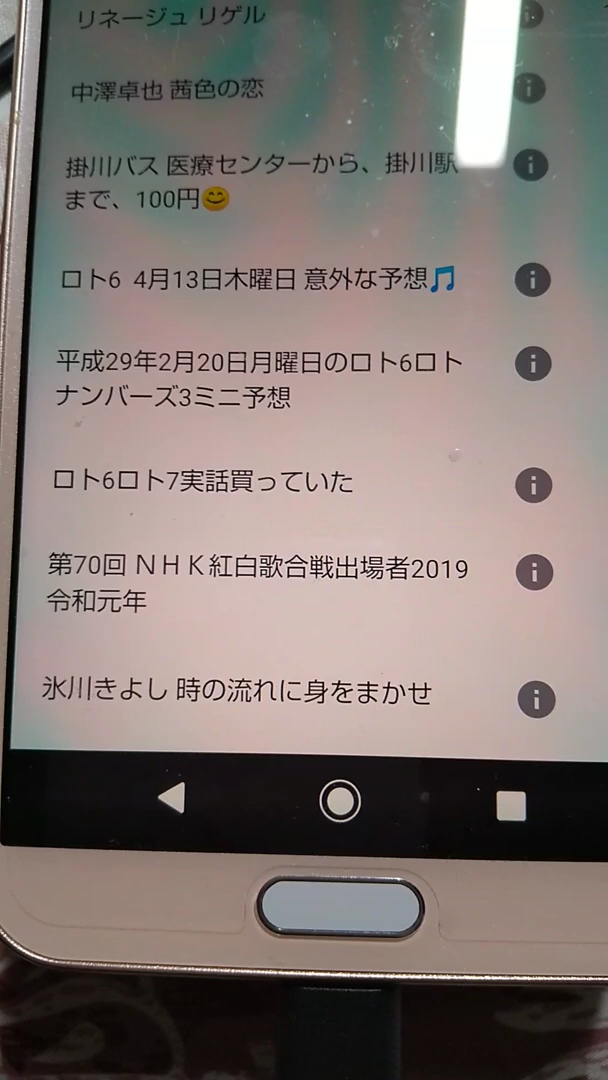 リネージュ リゲル
中澤卓也 茜色の恋
掛川バス 医療センターから、掛川駅
まで、100円😊
ロト6 4月13日木曜日 意外な予想🎵
平成29年2月20日月曜日のロト6ロト
ナンバーズ3ミニ予想
ロト6ロト7実話買っていた
第70回 ＮＨＫ紅白歌合戦出場者2019
令和元年
氷川きよし 時の流れに身をまかせ